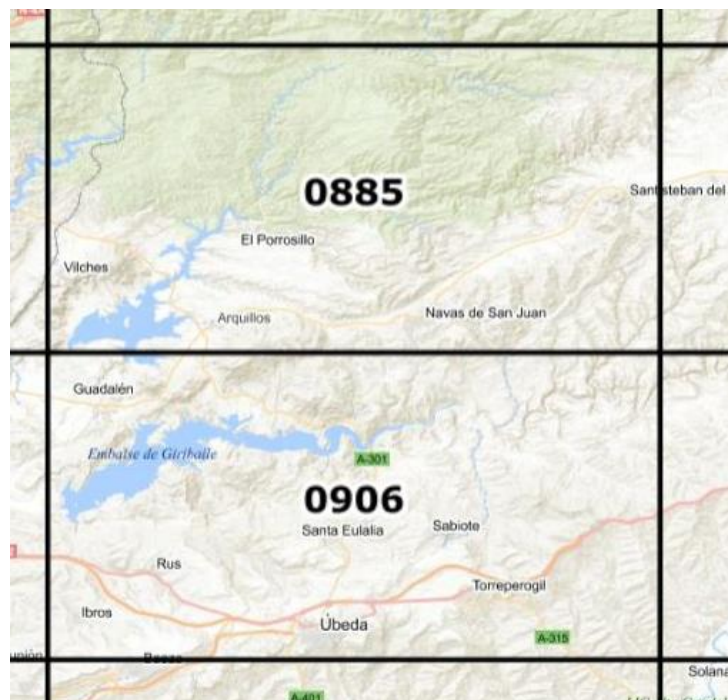 0885
Santisteban del
El Porrosillo
Vilches
Arquillos
Navas de San Juan
Guadalén
Embalse de Giribaile
A-301
0906
Santa Eulalia
Sabiote
Rus
Torreperogil
Ibros
Úbeda
A-315
Solana
A-401